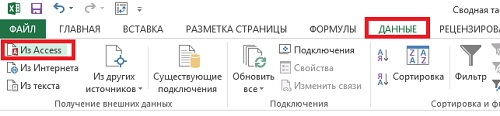 Сводная та
ФАЙЛ ГЛАВНАЯ ВСТАВКА РАЗМЕТКА СТРАНИЦЫ ФОРМУЛЫ ДАННЫЕ РЕЦЕНЗИРОВА
Из Access
Из Интернета
Из текста
Из других
источников
Существующие
подключения
Получение внешних данных
Обновить
все
Подключения
Свойства
Изменить связи
Подключения
А
Я
Я
А
Я А
А Я
Сортировка
Фильтр
Сортировка и ф